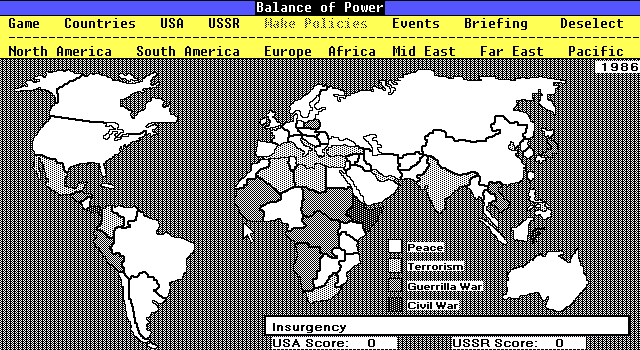 Balance of Power
Game Countries USA USSR Make Policies Events Briefing Deselect
North America South America Europe Africa Mid East Far East Pacific
1986
Peace
Terrorism
Guerrilla War
Civil War
Insurgency
USA Score: 0 USSR Score: 0